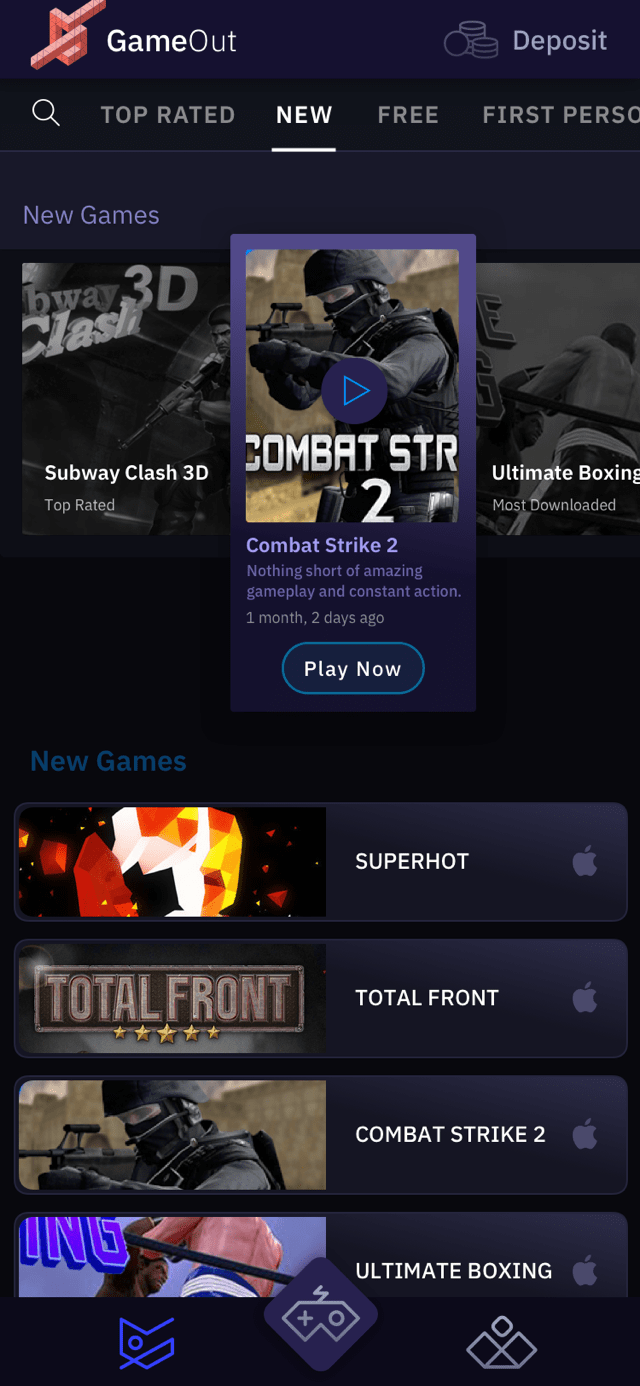 GameOut
Deposit
TOP RATED
NEW
FREE
FIRST PERSO
New Games
bway 3D
Clash
Subway Clash 3D
Top Rated
COMBAT STR
2
Combat Strike 2
Nothing short of amazing
gameplay and constant action.
1 month, 2 days ago
Play Now
Ultimate Boxing
Most Downloaded
New Games
SUPERHOT
TOTAL FRONT
TOTAL FRONT
COMBAT STRIKE 2
ING
ULTIMATE BOXING